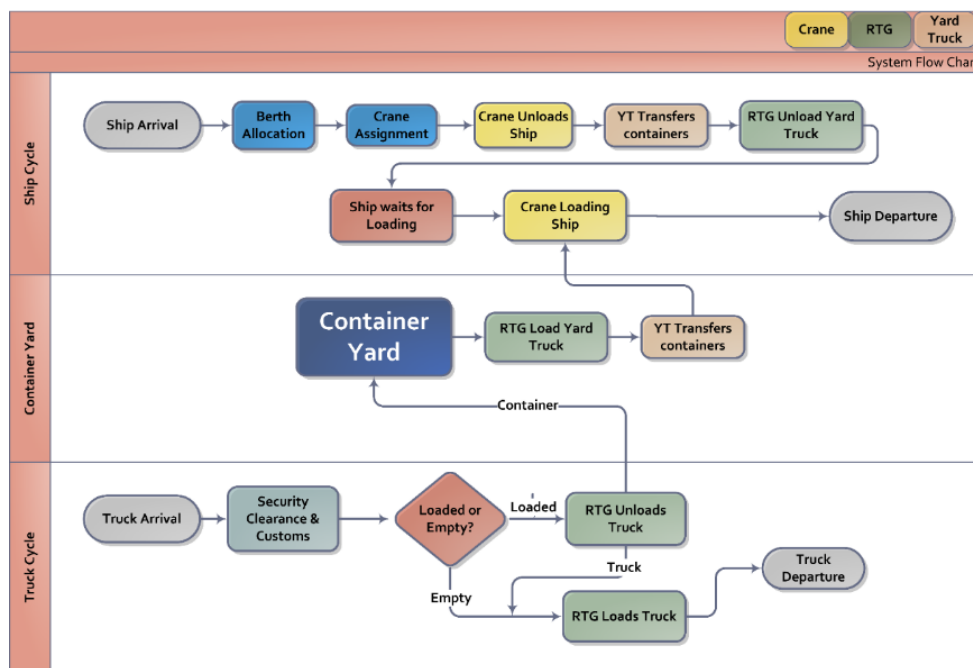 Crane
RTG
Yard
Truck
System Flow Char
Ship Cycle
Ship Arrival
Berth
Allocation
Crane
Assignment
Crane Unloads
Ship
YT Transfers
containers
RTG Unload Yard
Truck
Ship waits for
Loading
Crane Loading
Ship
Ship Departure
Container Yard
Container
Yard
RTG Load Yard
Truck
YT Transfers
containers
Container
Truck Cycle
Truck Arrival
Security
Clearance &
Customs
Loaded or
Empty?
Loaded
RTG Unloads
Truck
Truck
Empty
RTG Loads Truck
Truck
Departure